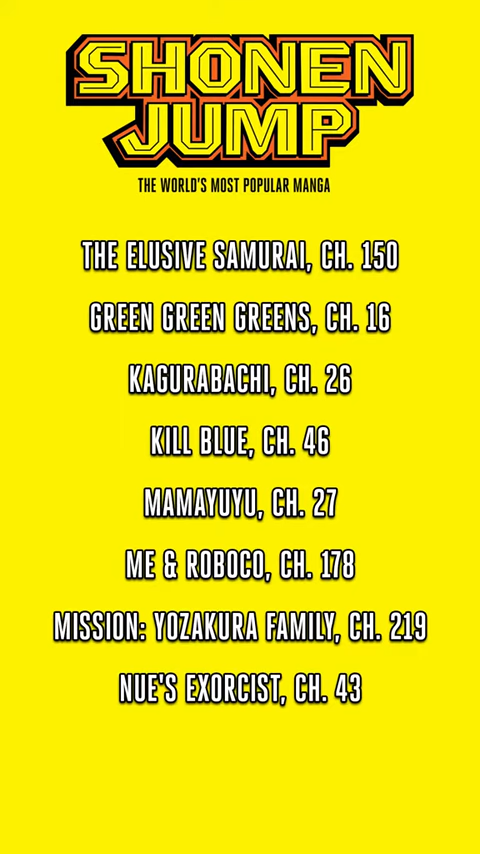 SHONEN
JUMP
THE WORLD'S MOST POPULAR MANGA
THE ELUSIVE SAMURAI, CH. 150
GREEN GREEN GREENS, CH. 16
KAGURABACHI, CH. 26
KILL BLUE, CH. 46
MAMAYUYU, CH. 27
ME & ROBOCO, CH. 178
MISSION: YOZAKURA FAMILY, CH. 219
NUE'S EXORCIST, CH. 43